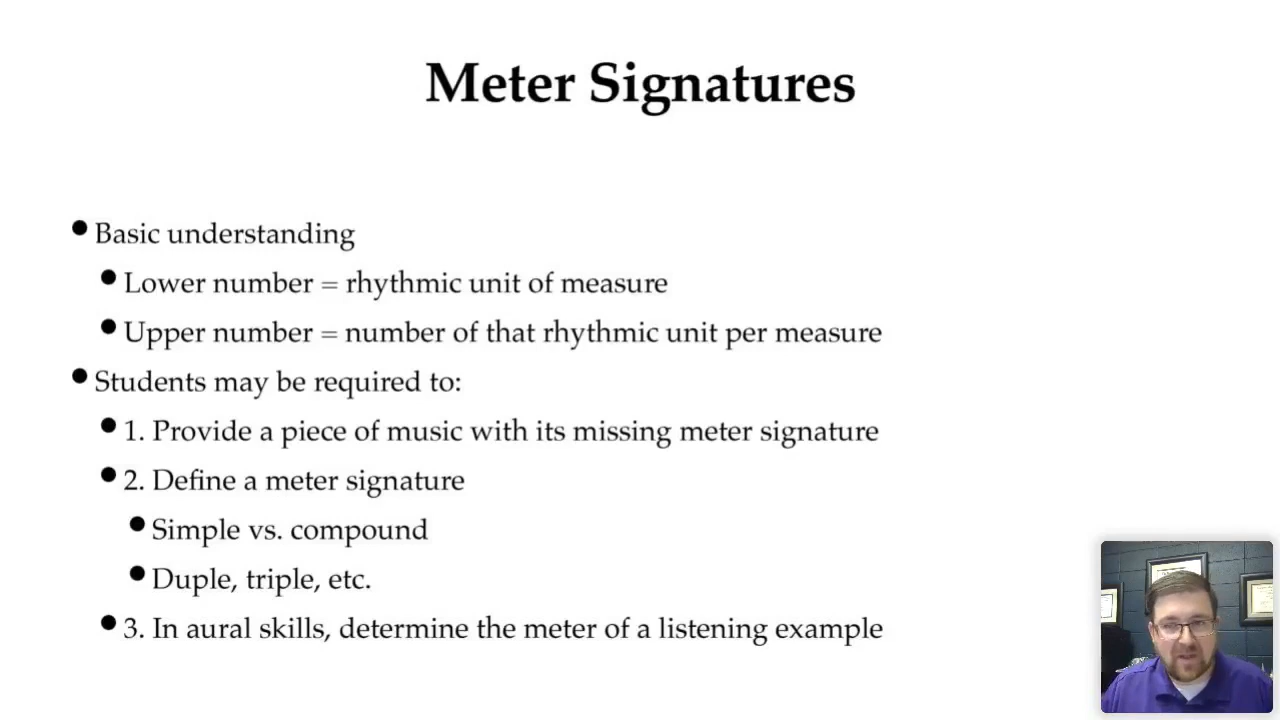 Meter Signatures
•Basic understanding
•Lower number = rhythmic unit of measure
•Upper number = number of that rhythmic unit per measure
•Students may be required to:
•1. Provide a piece of music with its missing meter signature
•2. Define a meter signature
•Simple vs. compound
•Duple, triple, etc.
•3. In aural skills, determine the meter of a listening example